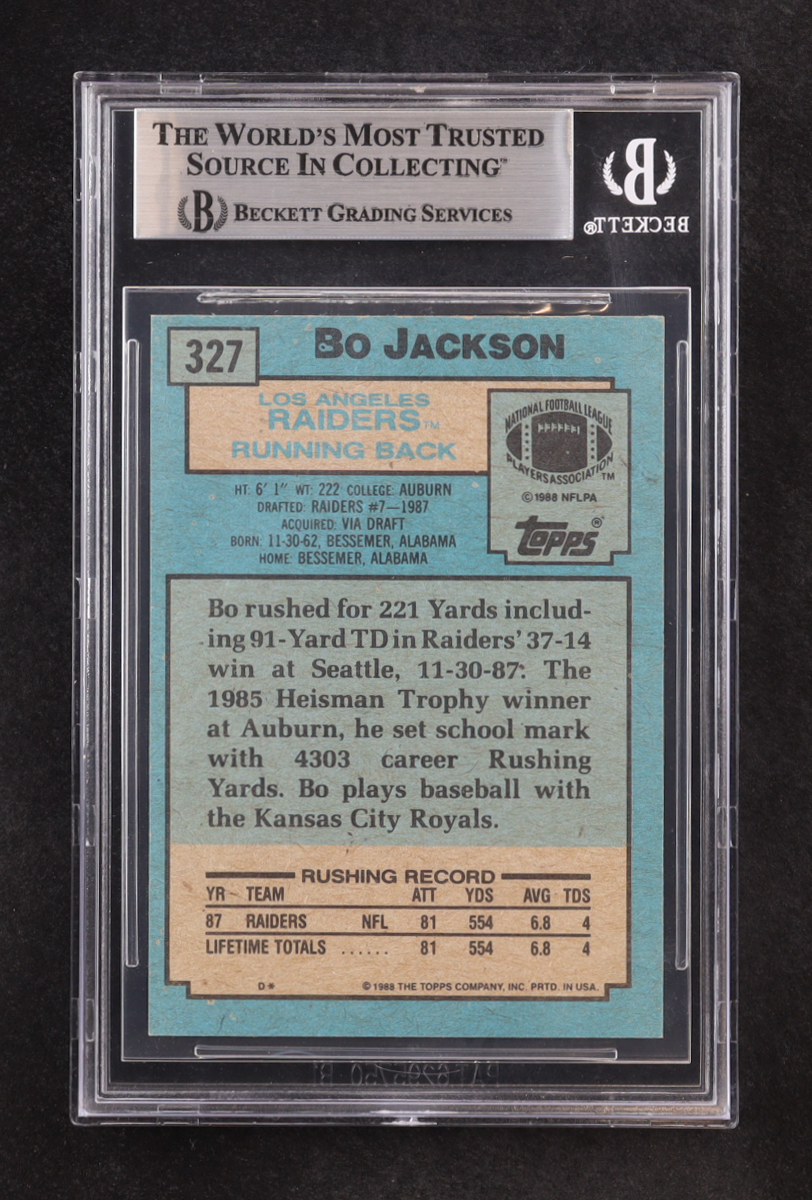 THE WORLD'S MOST TRUSTED
SOURCE IN COLLECTING™
B BECKETT GRADING SERVICES
B
BECKETT®
327
BO JACKSON
LOS ANGELES
RAIDERS™
RUNNING BACK
NATIONAL FOOTBALL LEAGUE
PLAYERS ASSOCIATION™
©1988 NFLPA
TOPPS®
HT: 6' 1" WT: 222 COLLEGE: AUBURN
DRAFTED: RAIDERS #7—1987
ACQUIRED: VIA DRAFT
BORN: 11-30-62, BESSEMER, ALABAMA
HOME: BESSEMER, ALABAMA
Bo rushed for 221 Yards includ-
ing 91-Yard TD in Raiders' 37-14
win at Seattle, 11-30-87. The
1985 Heisman Trophy winner
at Auburn, he set school mark
with 4303 career Rushing
Yards. Bo plays baseball with
the Kansas City Royals.
RUSHING RECORD
YR TEAM ATT YDS AVG TDS
87 RAIDERS NFL 81 554 6.8 4
LIFETIME TOTALS ...... 81 554 6.8 4
D* ©1988 THE TOPPS COMPANY, INC. PRTD. IN USA.